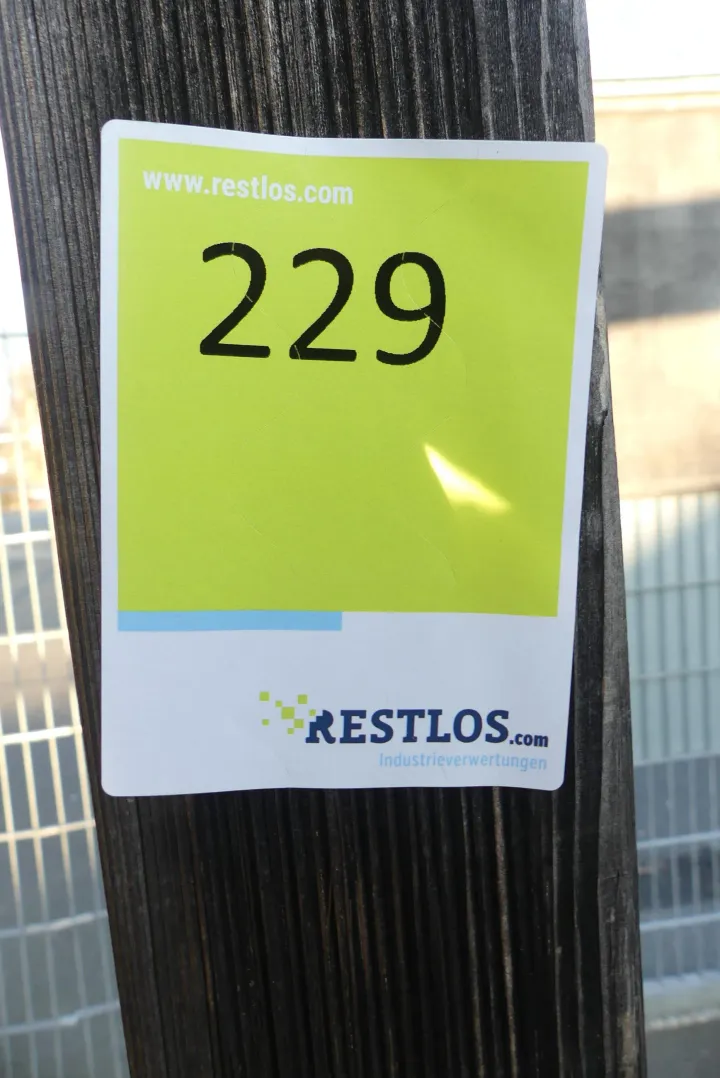 www.restlos.com
229
RESTLOS.com
Industrieverwertungen